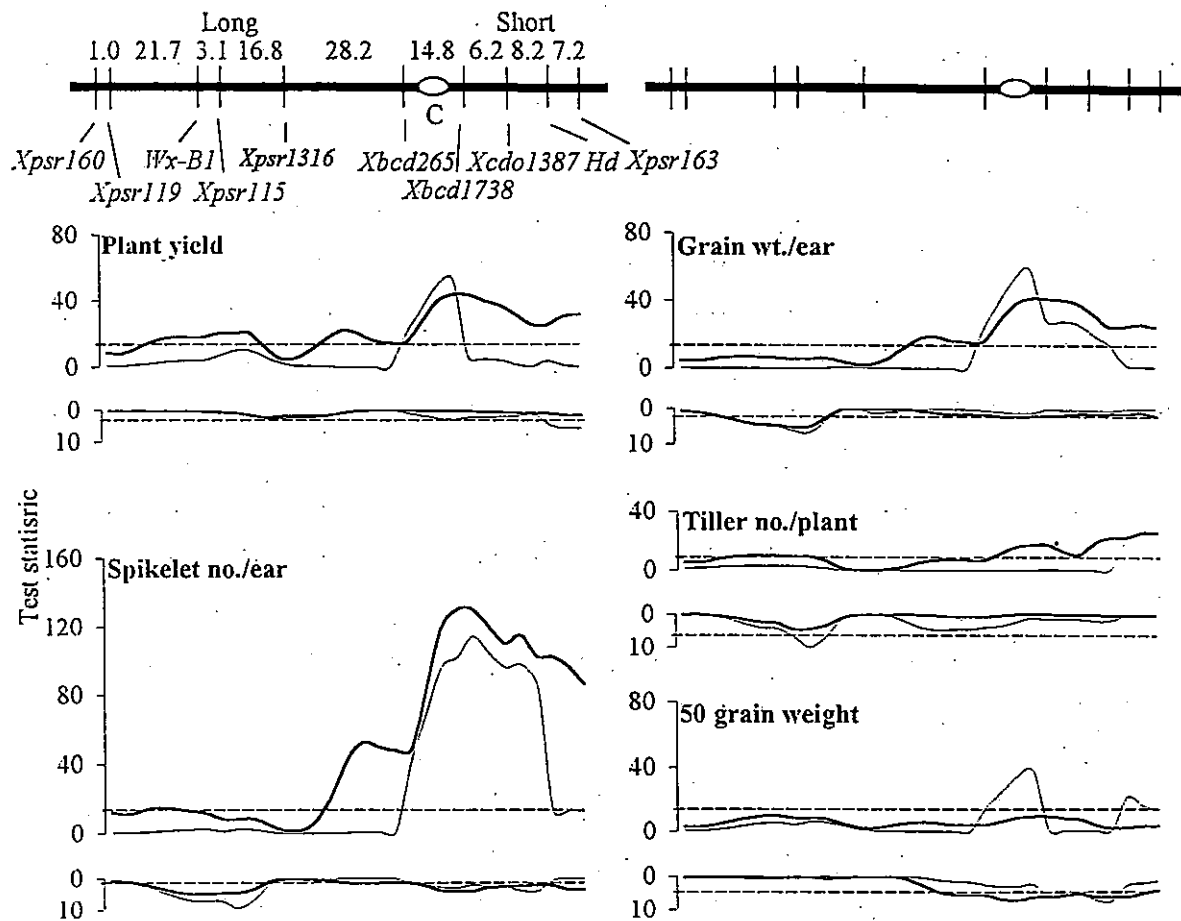 Long Short
1.0 21.7 3.1 16.8 28.2 14.8 6.2 8.2 7.2
C
Xpsr160 Wx-B1 Xpsr1316 Xbcd265 Xcdo1387 Hd Xpsr163
Xpsr119 Xpsr115 Xbcd1738
80
Plant yield
40
0
0
10
80
Grain wt./ear
40
0
0
10
Test statisric
160
Spikelet no./ear
120
80
40
0
0
10
40
Tiller no./plant
0
0
10
80
50 grain weight
40
0
0
10